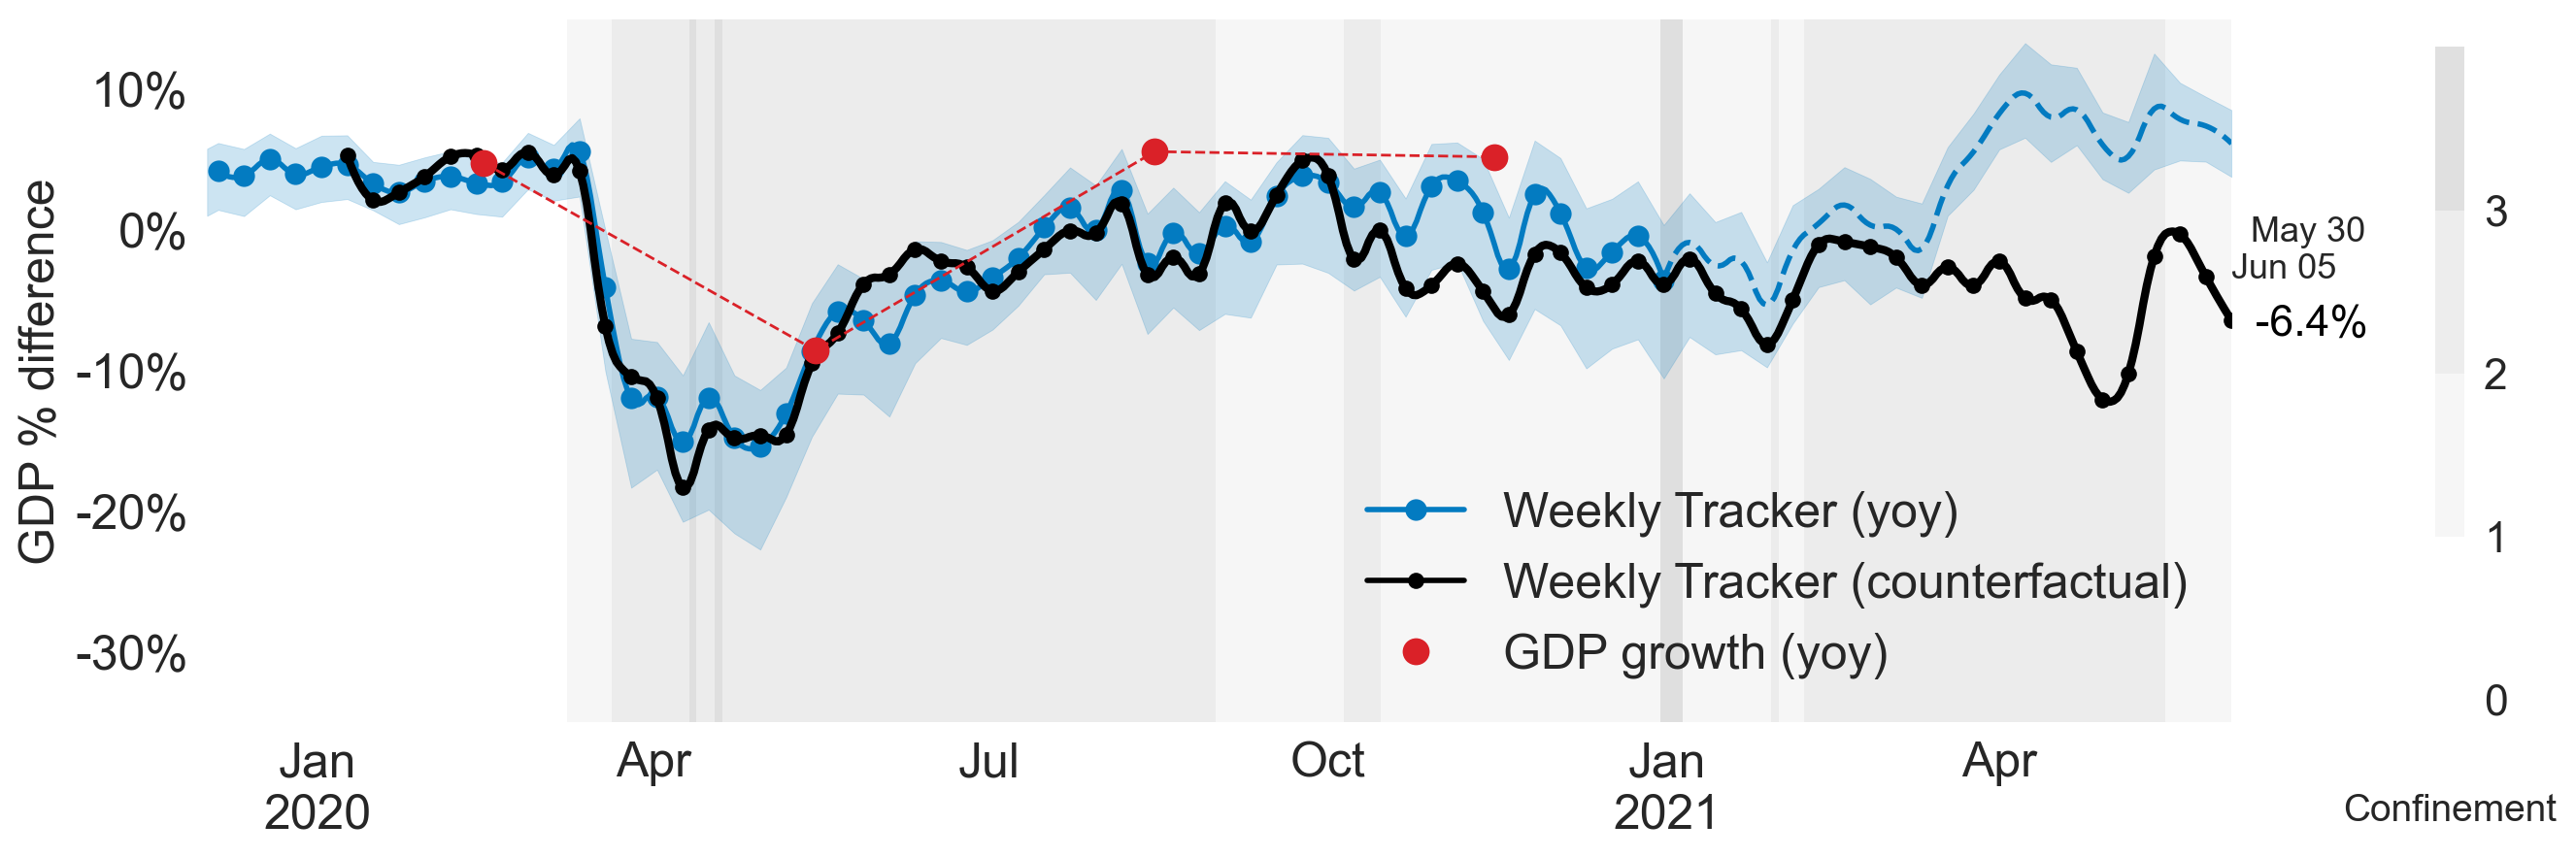 GDP % difference
10%
0%
-10%
-20%
-30%
Jan
2020
Apr
Jul
Oct
Jan
2021
Apr
Weekly Tracker (yoy)
Weekly Tracker (counterfactual)
GDP growth (yoy)
May 30
Jun 05
-6.4%
3
2
1
0
Confinement